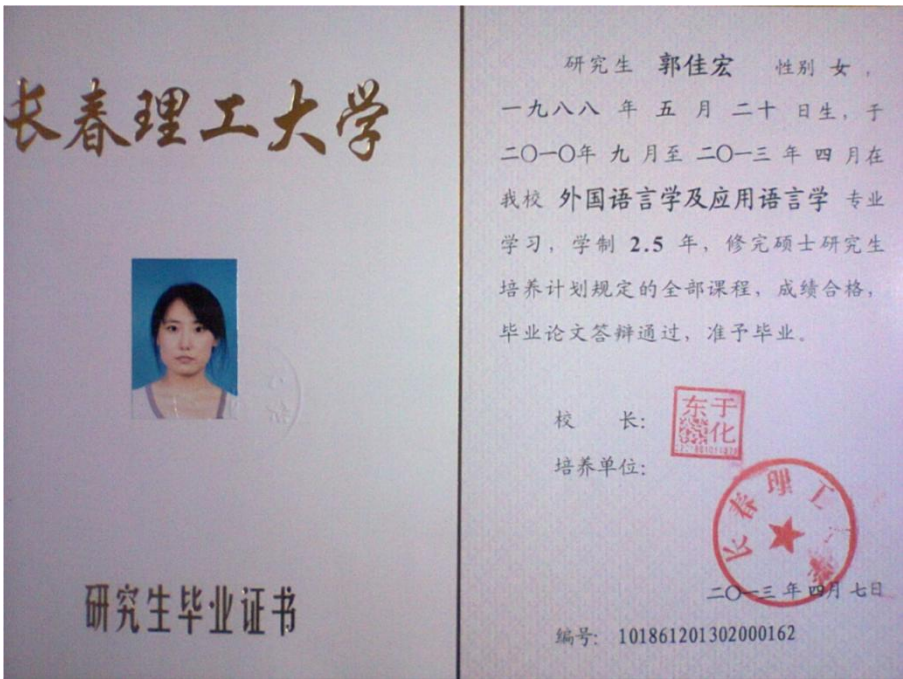 长春理工大学
研究生毕业证书
研究生 郭佳宏 性别 女，
一九八八 年 五 月 二十 日生，于
二〇一〇年 九 月至 二〇一三 年 四 月在
我校 外国语言学及应用语言学 专业
学习，学制 2.5 年，修完硕士研究生
培养计划规定的全部课程，成绩合格，
毕业论文答辩通过，准予毕业。
校 长：
于化东
培养单位：
长春理工
二〇一三 年 四月 七日
编号：101861201302000162